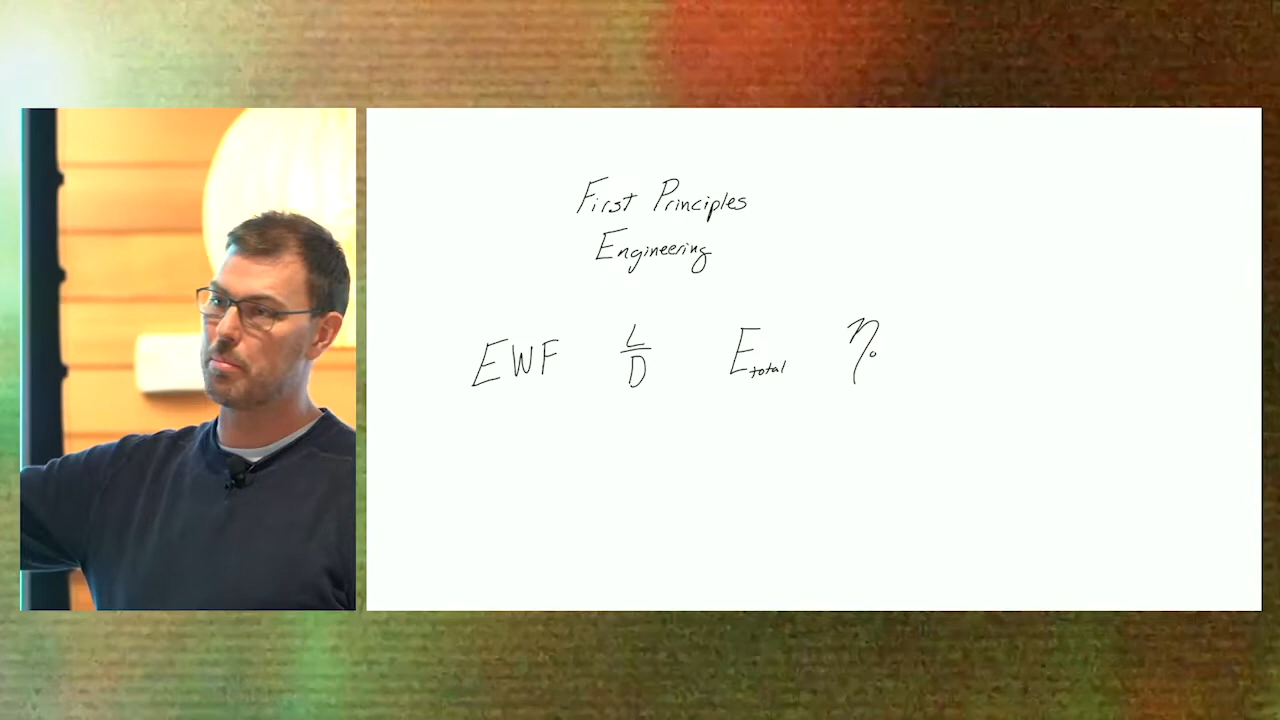 First Principles
Engineering
EWF L/D E_total η₀